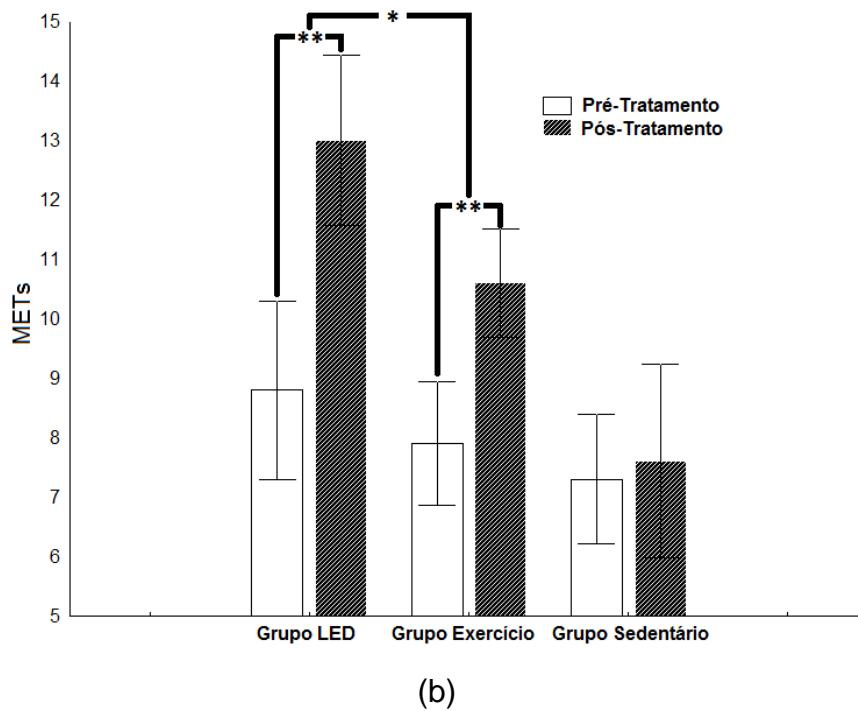 15
14
13
12
11
10
9
8
7
6
5
METs
**
*
**
Pré-Tratamento
Pós-Tratamento
Grupo LED Grupo Exercício Grupo Sedentário
(b)